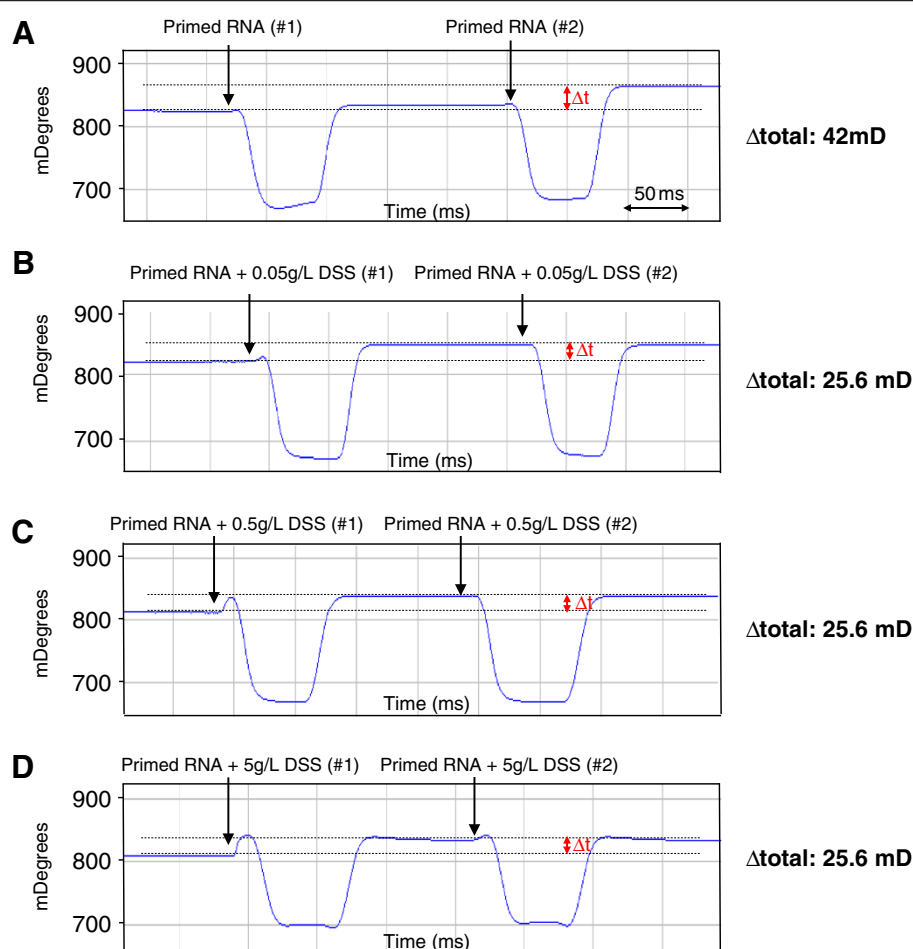 A
Primed RNA (#1) Primed RNA (#2)
900
800
700
mDegrees
Δt
50 ms
Time (ms)
Δtotal: 42mD
B
Primed RNA + 0.05g/L DSS (#1) Primed RNA + 0.05g/L DSS (#2)
900
800
700
mDegrees
Δt
Time (ms)
Δtotal: 25.6 mD
C
Primed RNA + 0.5g/L DSS (#1) Primed RNA + 0.5g/L DSS (#2)
900
800
700
mDegrees
Δt
Time (ms)
Δtotal: 25.6 mD
D
Primed RNA + 5g/L DSS (#1) Primed RNA + 5g/L DSS (#2)
900
800
700
mDegrees
Δt
Time (ms)
Δtotal: 25.6 mD